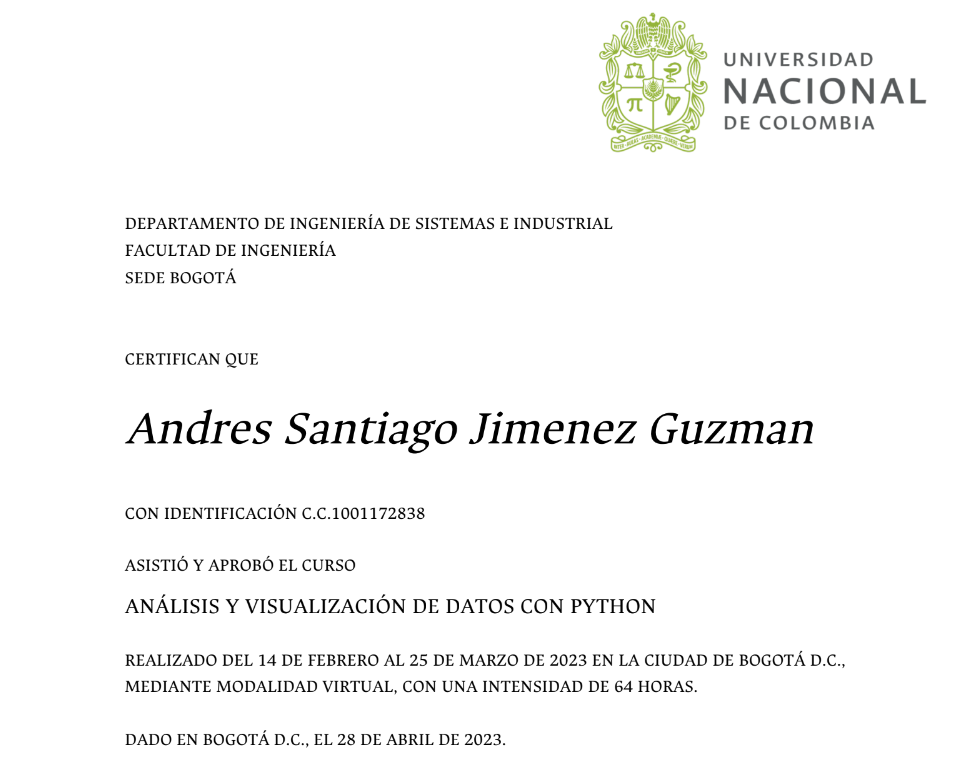 UNIVERSIDAD
NACIONAL
DE COLOMBIA
DEPARTAMENTO DE INGENIERÍA DE SISTEMAS E INDUSTRIAL
FACULTAD DE INGENIERÍA
SEDE BOGOTÁ
CERTIFICAN QUE
Andres Santiago Jimenez Guzman
CON IDENTIFICACIÓN C.C.1001172838
ASISTIÓ Y APROBÓ EL CURSO
ANÁLISIS Y VISUALIZACIÓN DE DATOS CON PYTHON
REALIZADO DEL 14 DE FEBRERO AL 25 DE MARZO DE 2023 EN LA CIUDAD DE BOGOTÁ D.C.,
MEDIANTE MODALIDAD VIRTUAL, CON UNA INTENSIDAD DE 64 HORAS.
DADO EN BOGOTÁ D.C., EL 28 DE ABRIL DE 2023.